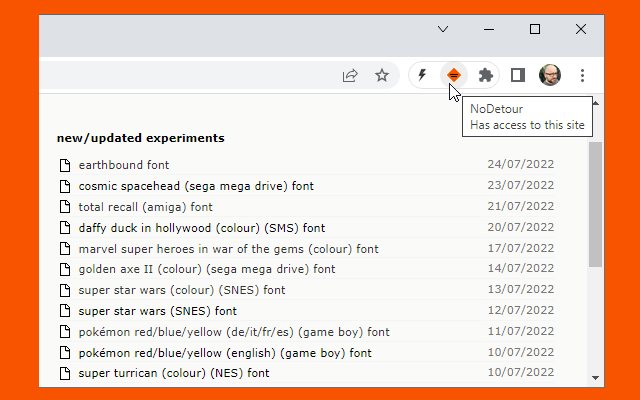 NoDetour
Has access to this site
new/updated experiments
earthbound font 24/07/2022
cosmic spacehead (sega mega drive) font 23/07/2022
total recall (amiga) font 21/07/2022
daffy duck in hollywood (colour) (SMS) font 20/07/2022
marvel super heroes in war of the gems (colour) font 17/07/2022
golden axe II (colour) (sega mega drive) font 14/07/2022
super star wars (colour) (SNES) font 13/07/2022
super star wars (SNES) font 12/07/2022
pokémon red/blue/yellow (de/it/fr/es) (game boy) font 11/07/2022
pokémon red/blue/yellow (english) (game boy) font 10/07/2022
super turrican (colour) (NES) font 10/07/2022